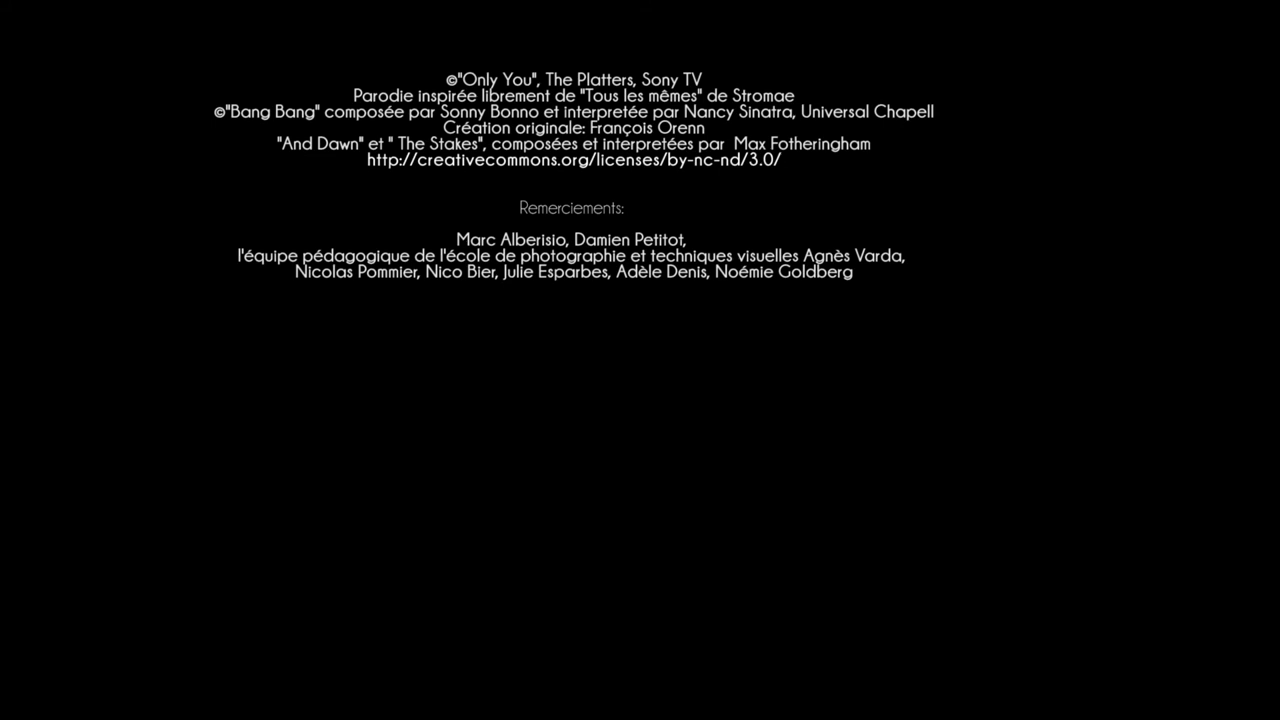 ©"Only You", The Platters, Sony TV
Parodie inspirée librement de "Tous les mêmes" de Stromae
©"Bang Bang" composée par Sonny Bonno et interpretée par Nancy Sinatra, Universal Chapell
Création originale: François Orenn
"And Dawn" et " The Stakes", composées et interpretées par  Max Fotheringham
http://creativecommons.org/licenses/by-nc-nd/3.0/
Remerciements:
Marc Alberisio, Damien Petitot,
l'équipe pédagogique de l'école de photographie et techniques visuelles Agnès Varda,
Nicolas Pommier, Nico Bier, Julie Esparbes, Adèle Denis, Noémie Goldberg